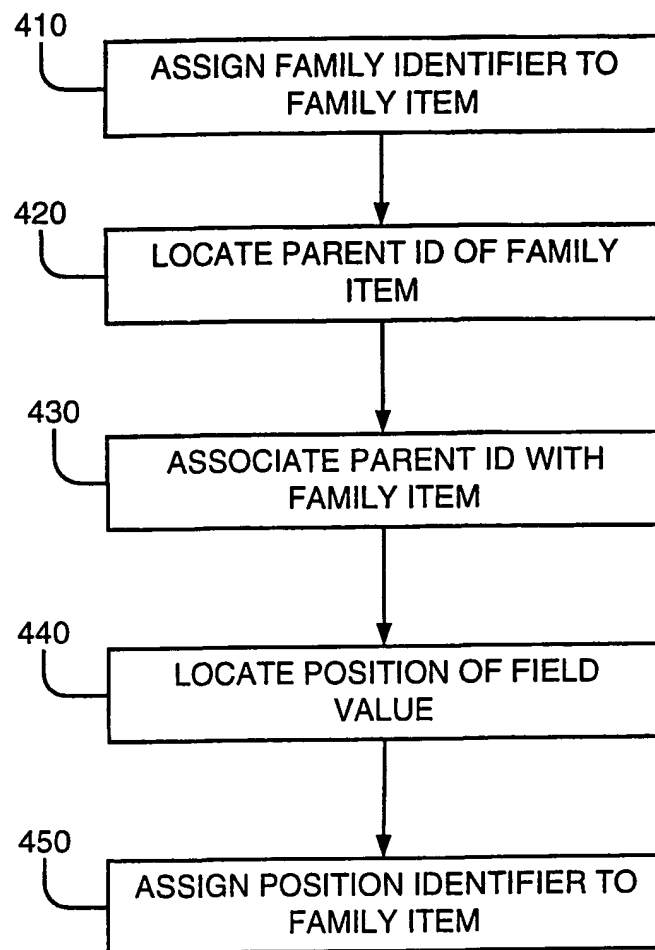 410
ASSIGN FAMILY IDENTIFIER TO
FAMILY ITEM
420
LOCATE PARENT ID OF FAMILY
ITEM
430
ASSOCIATE PARENT ID WITH
FAMILY ITEM
440
LOCATE POSITION OF FIELD
VALUE
450
ASSIGN POSITION IDENTIFIER TO
FAMILY ITEM